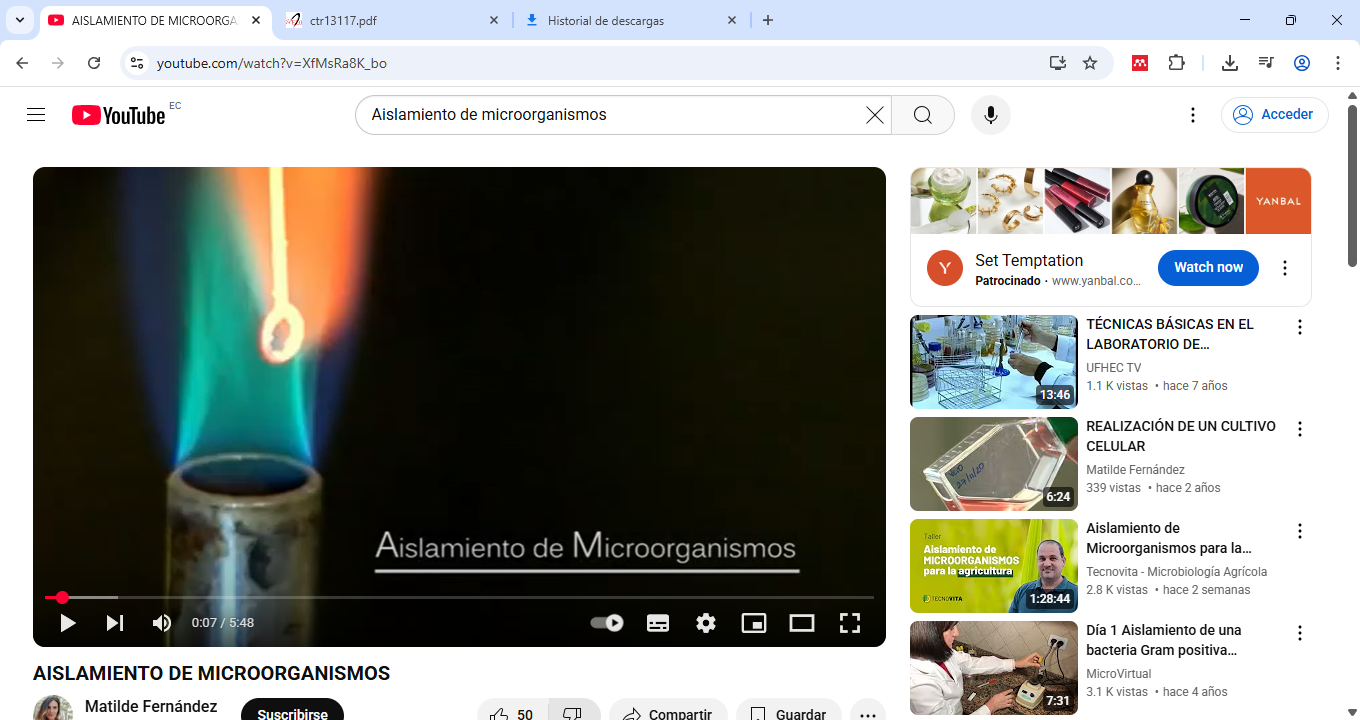 AISLAMIENTO DE MICROORGA
ctr13117.pdf
Historial de descargas
youtube.com/watch?v=XfMsRa8K_bo
YouTube EC
Aislamiento de microorganismos
Acceder
Aislamiento de Microorganismos
0:07 / 5:48
AISLAMIENTO DE MICROORGANISMOS
Matilde Fernández
Suscribirse
50
Compartir
Guardar
YANBAL
Y
Set Temptation
Patrocinado · www.yanbal.co...
Watch now
13:46
TÉCNICAS BÁSICAS EN EL
LABORATORIO DE...
UFHEC TV
1.1 K vistas • hace 7 años
27/11/20
6:24
REALIZACIÓN DE UN CULTIVO
CELULAR
Matilde Fernández
339 vistas • hace 2 años
Taller
Aislamiento de
MICROORGANISMOS
para la agricultura
TECNOVITA
1:28:44
Aislamiento de
Microorganismos para la...
Tecnovita - Microbiología Agrícola
2.8 K vistas • hace 2 semanas
7:31
Día 1 Aislamiento de una
bacteria Gram positiva...
MicroVirtual
3.1 K vistas • hace 4 años